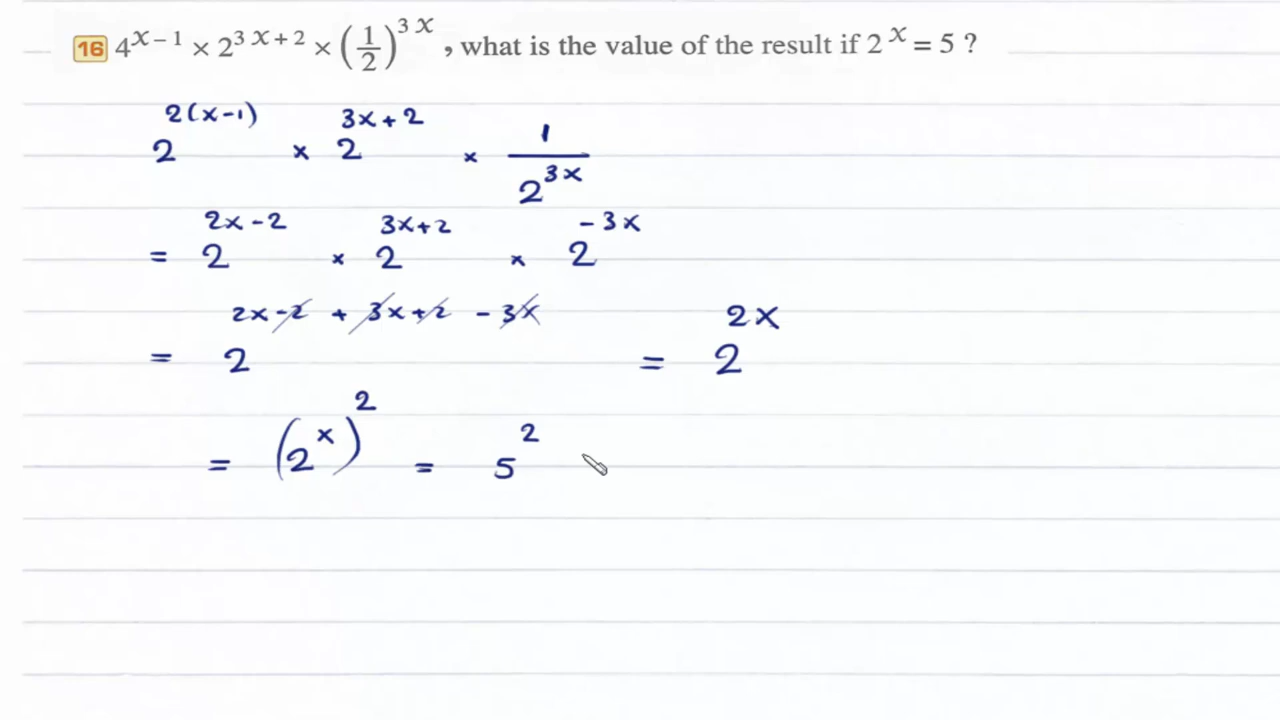 16 4^{x-1} × 2^{3x+2} × (1/2)^{3x} , what is the value of the result if 2^x = 5 ?
2^{2(x-1)} × 2^{3x+2} × 1/2^{3x}
= 2^{2x-2} × 2^{3x+2} × 2^{-3x}
= 2^{2x-2+3x+2-3x} = 2^{2x}
= (2^x)^2 = 5^2